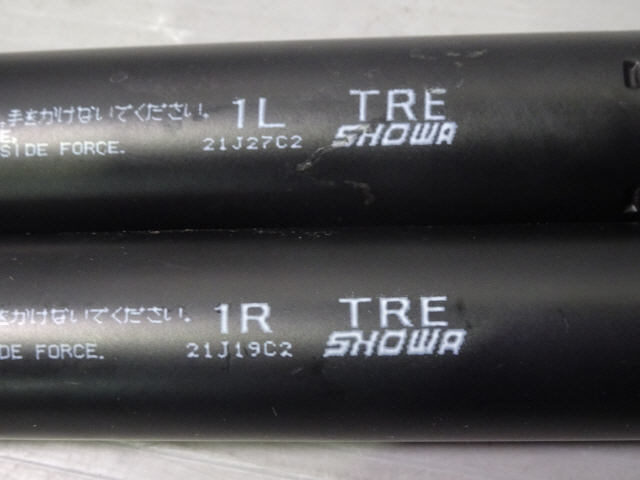 手をかけないでください。 1L TRE
SIDE FORCE. 21J27C2 SHOWA
をかけないでください。 1R TRE
DE FORCE. 21J19C2 SHOWA